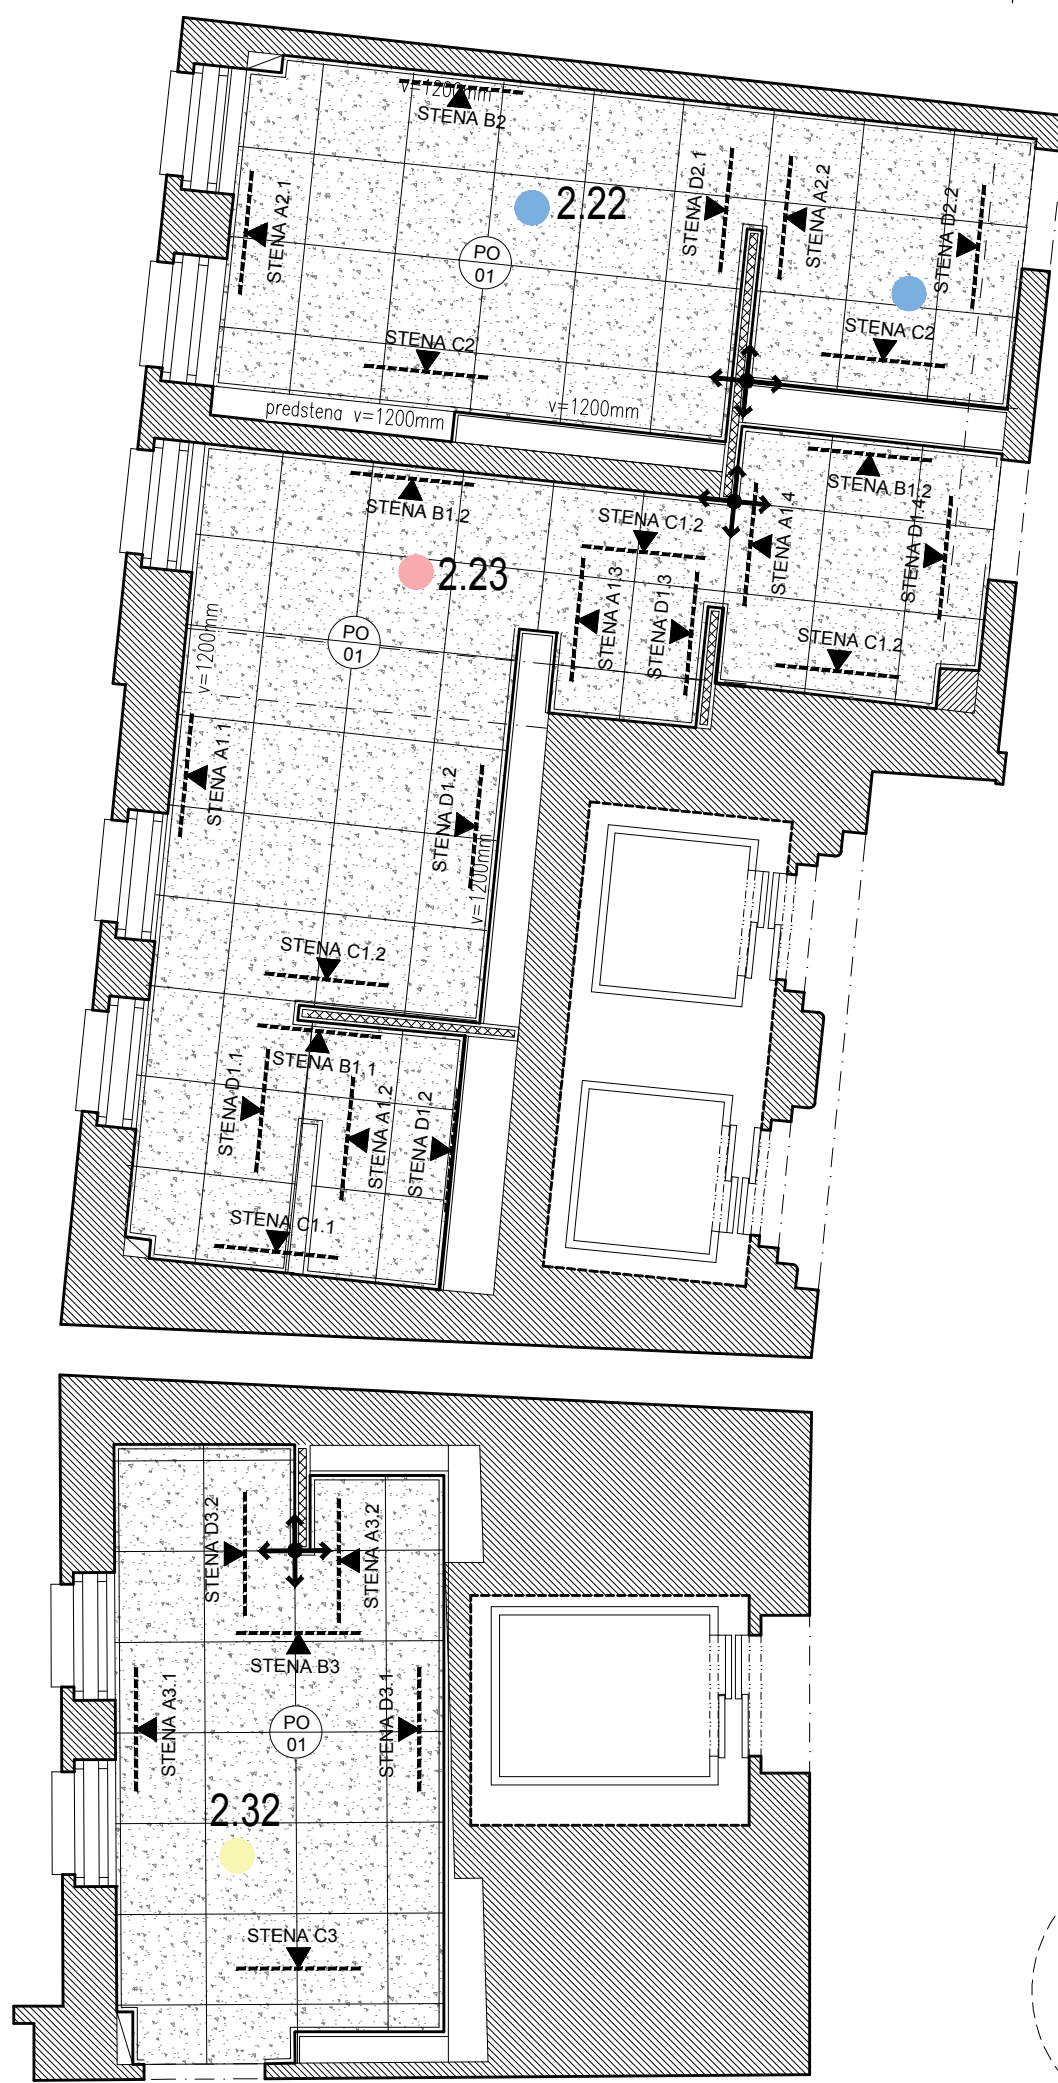 v=1200mm
STENA B2
STENA D2.1
STENA A2.2
STENA A2.1
2.22
STENA D2.2
PO
01
STENA C2
STENA C2
predstena v=1200mm
v=1200mm
STENA B1.2
STENA B1.2
STENA C1.2
STENA A1.4
STENA D1.4
2.23
STENA A1.3
STENA D1.3
v=1200mm
PO
01
STENA C1.2
STENA A1.1
STENA D1.2
v=1200mm
STENA C1.2
STENA B1.1
STENA D1.1
STENA A1.2
STENA D1.2
STENA C1.1
STENA D3.2
STENA A3.2
STENA B3
STENA A3.1
PO
01
STENA D3.1
2.32
STENA C3